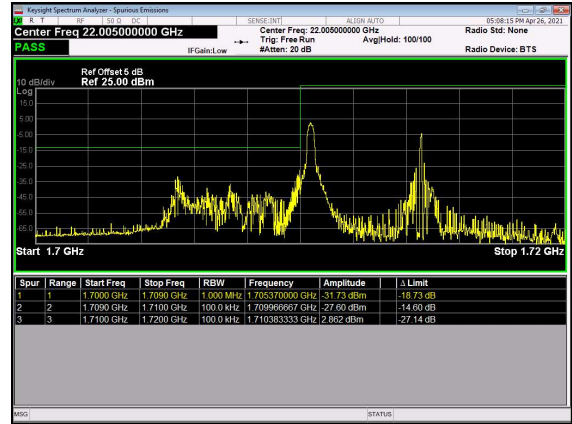 Keysight Spectrum Analyzer - Spurious Emissions
R T RF 50 Ω DC SENSE:INT ALIGN AUTO 05:08:15 PM Apr 26, 2021
Center Freq 22.005000000 GHz Center Freq: 22.005000000 GHz Radio Std: None
Trig: Free Run Avg|Hold: 100/100
PASS IFGain:Low #Atten: 20 dB Radio Device: BTS
Ref Offset 5 dB
10 dB/div Ref 25.00 dBm
Log
15.0
5.00
-5.00
-15.0
-25.0
-35.0
-45.0
-55.0
-65.0
Start 1.7 GHz Stop 1.72 GHz
Spur Range Start Freq Stop Freq RBW Frequency Amplitude Δ Limit
1 1 1.7000 GHz 1.7090 GHz 1.000 MHz 1.705370000 GHz -31.73 dBm -18.73 dB
2 2 1.7090 GHz 1.7100 GHz 100.0 kHz 1.709966667 GHz -27.60 dBm -14.60 dB
3 3 1.7100 GHz 1.7200 GHz 100.0 kHz 1.710383333 GHz 2.862 dBm -27.14 dB
MSG STATUS